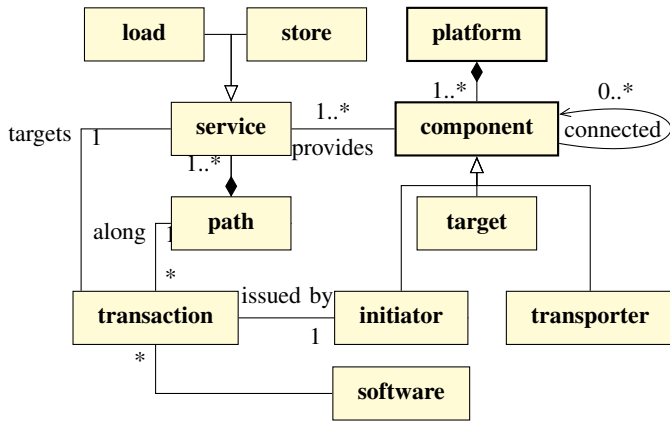 load
store
platform
1..*
0..*
service
1..*
provides
component
connected
targets
1
1..*
along
1
path
target
*
transaction
issued by
1
initiator
transporter
*
software